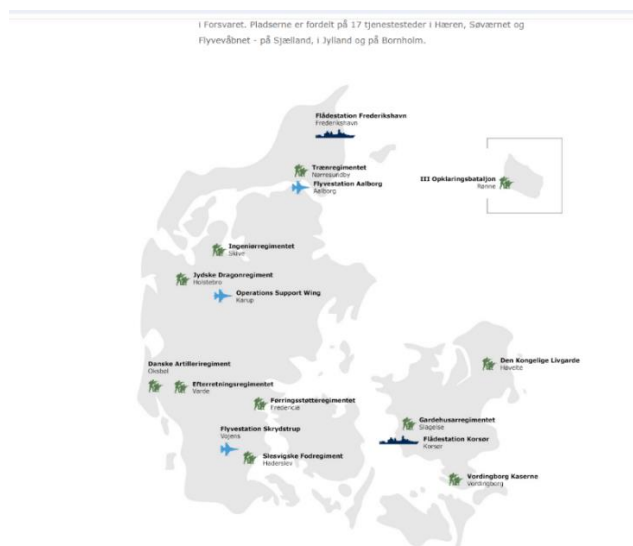 i Forsvaret. Pladserne er fordelt på 17 tjenestesteder i Hæren, Søværnet og
Flyvevåbnet - på Sjælland, i Jylland og på Bornholm.
Flådestation Frederikshavn
Frederikshavn
Trænregimentet
Nørresundby
Flyvestation Aalborg
Aalborg
III Opklaringsbataljon
Rønne
Ingeniørregimentet
Skive
Jydske Dragonregiment
Holstebro
Operations Support Wing
Karup
Danske Artilleriregiment
Oksbøl
Efterretningsregimentet
Varde
Føringsstøtteregimentet
Fredericia
Flyvestation Skrydstrup
Vojens
Slesvigske Fodregiment
Haderslev
Den Kongelige Livgarde
Høvelte
Gardehusarregimentet
Slagelse
Flådestation Korsør
Korsør
Vordingborg Kaserne
Vordingborg